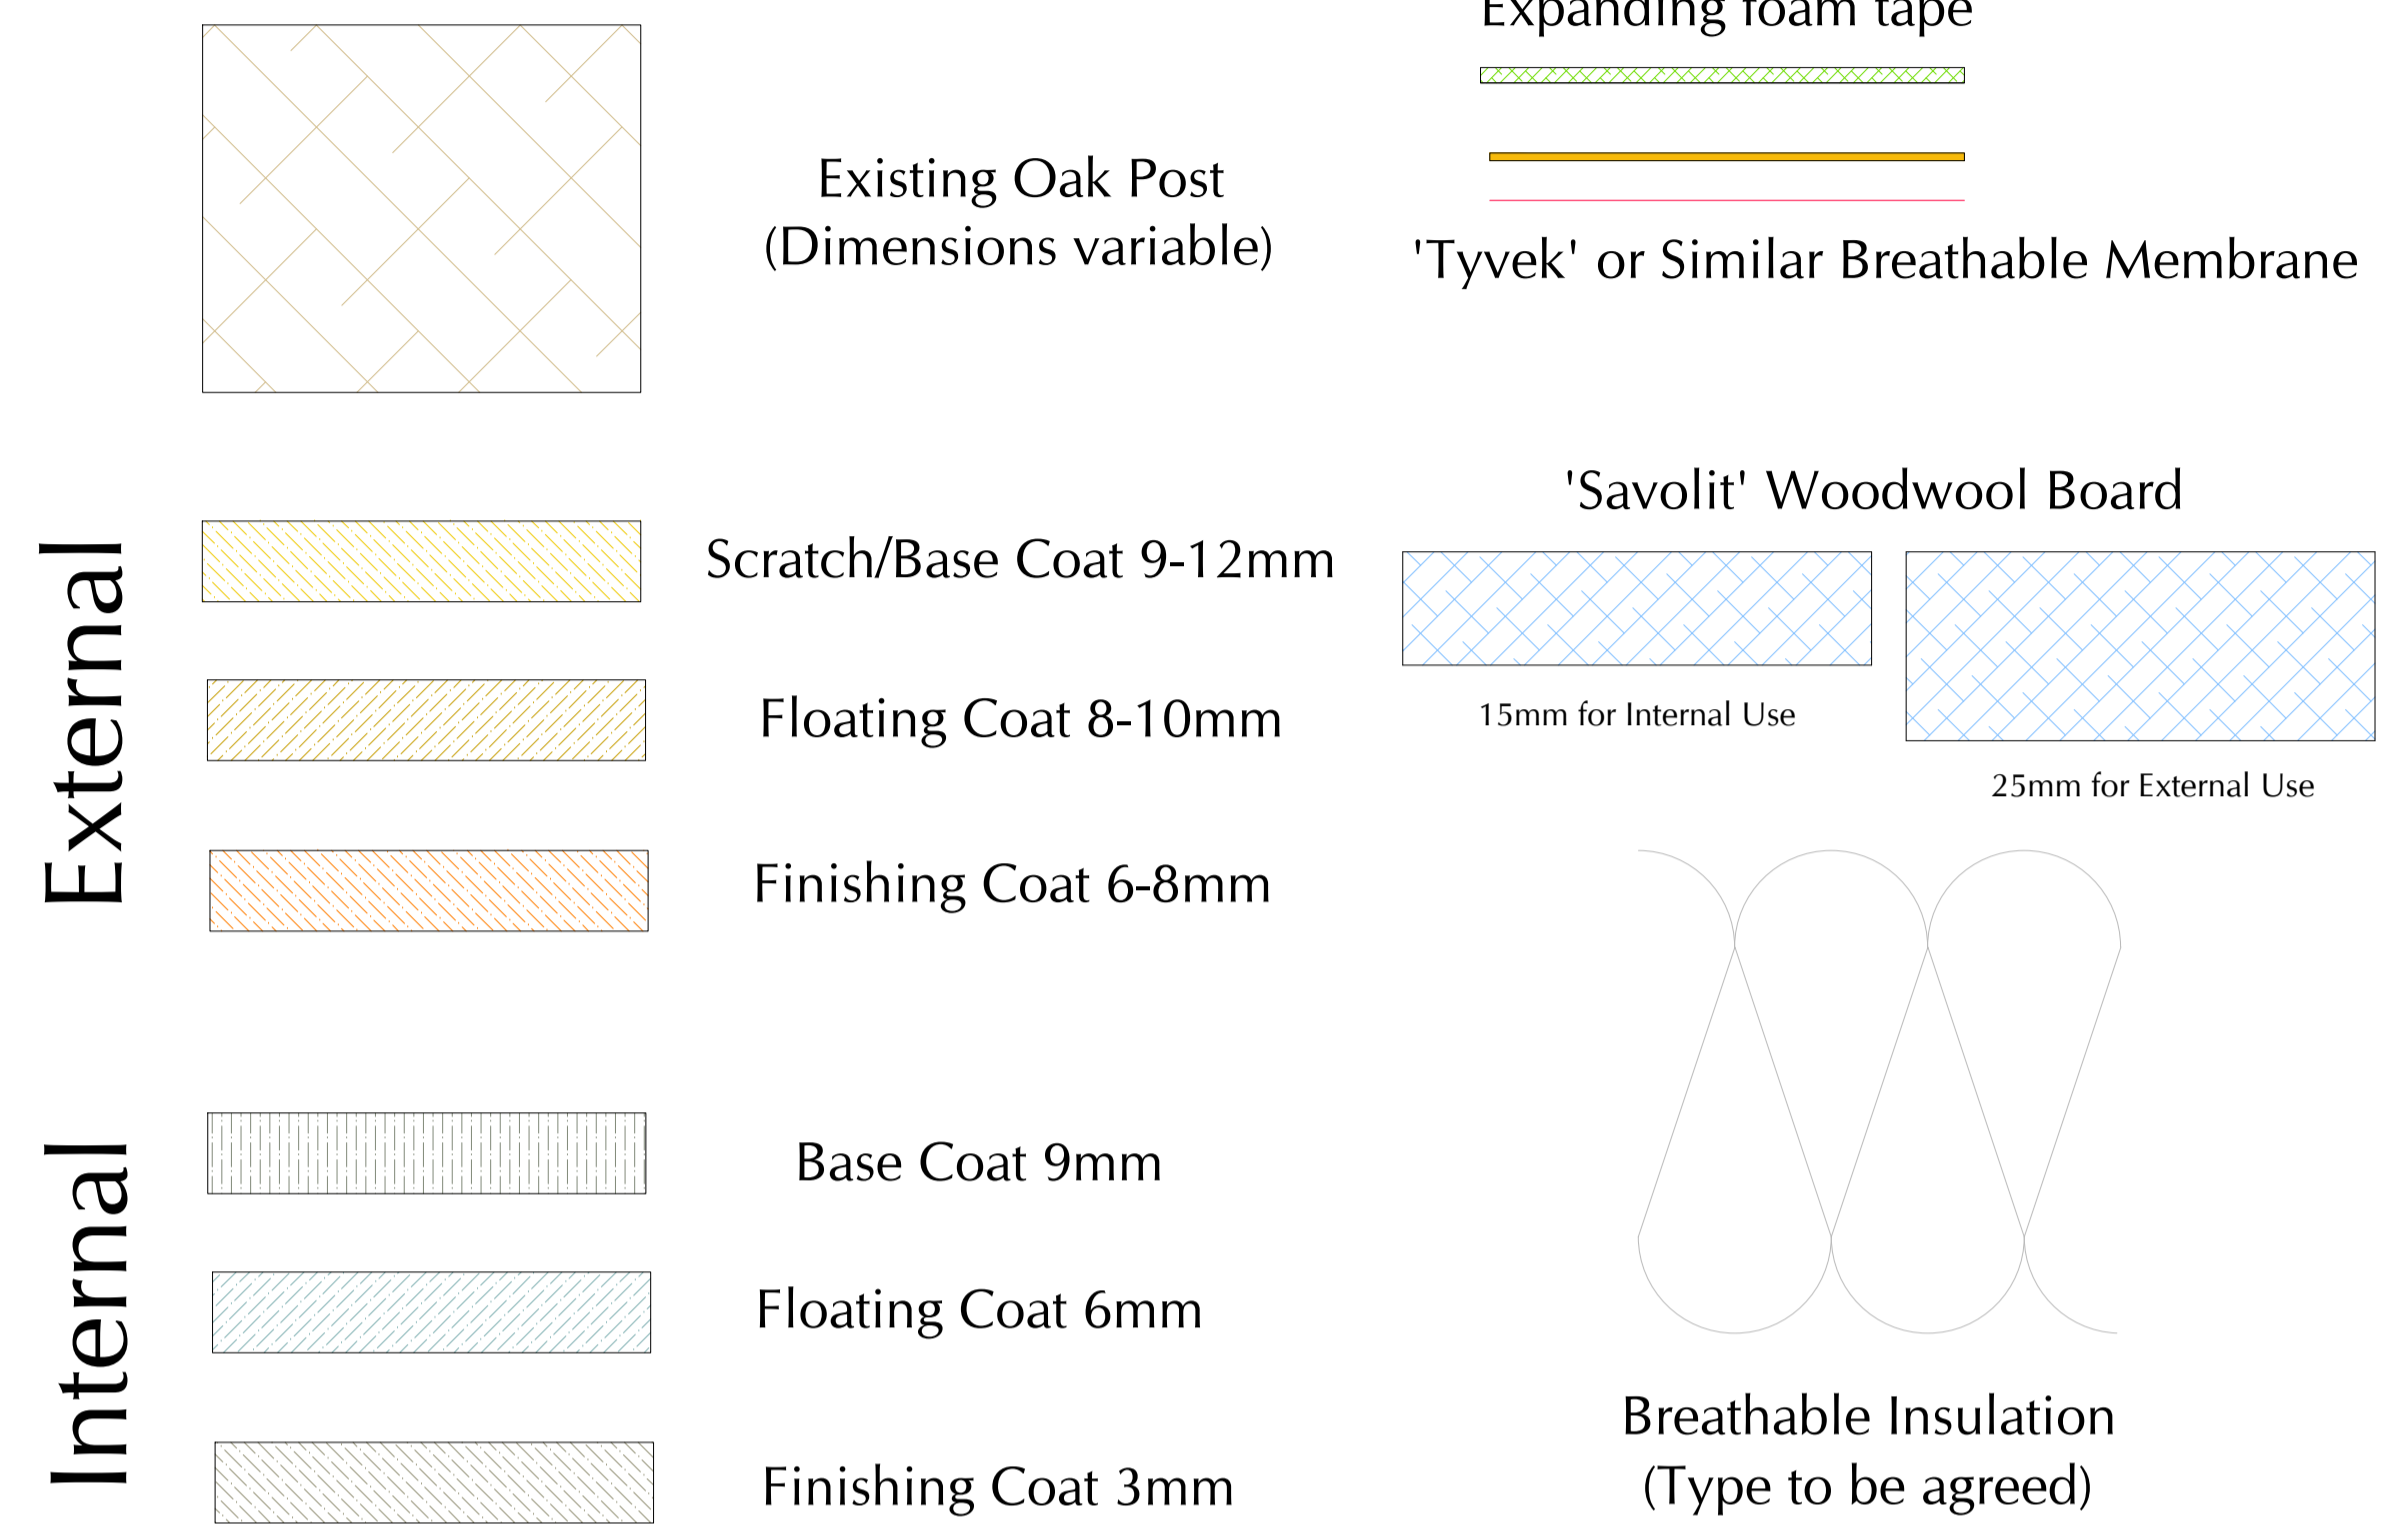 Expanding foam tape
Existing Oak Post
(Dimensions variable)
'Tyvek' or Similar Breathable Membrane
External
Scratch/Base Coat 9-12mm
Floating Coat 8-10mm
Finishing Coat 6-8mm
'Savolit' Woodwool Board
15mm for Internal Use
25mm for External Use
Internal
Base Coat 9mm
Floating Coat 6mm
Finishing Coat 3mm
Breathable Insulation
(Type to be agreed)